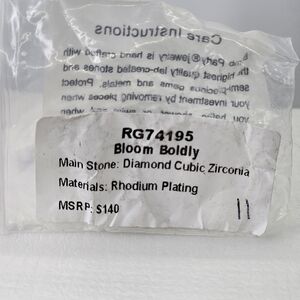 Care Instructions
Party® jewelry is hand crafted with
the highest quality lab-created stones and
semi-precious gems and metals. Protect
your investment by removing pieces when
RG74195
Bloom Boldly
Main Stone: Diamond Cubic Zirconia
Materials: Rhodium Plating
MSRP: $140
11